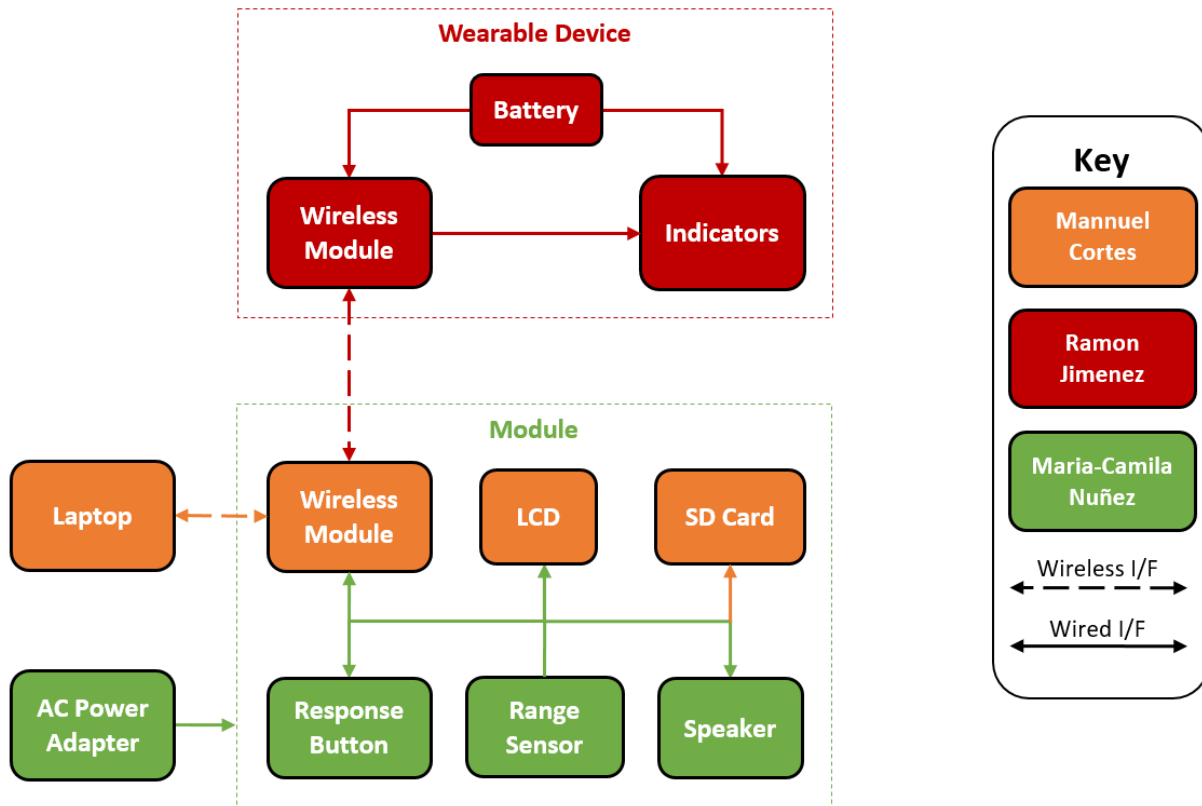 Wearable Device
Battery
Wireless
Module
Indicators
Module
Laptop
Wireless
Module
LCD
SD Card
AC Power
Adapter
Response
Button
Range
Sensor
Speaker
Key
Mannuel
Cortes
Ramon
Jimenez
Maria-Camila
Nuñez
Wireless I/F
Wired I/F